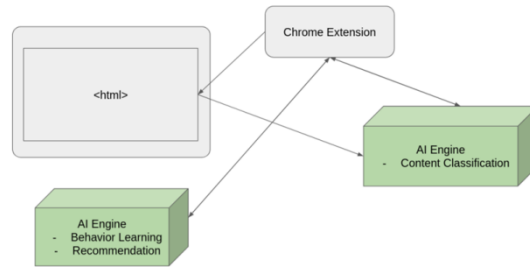 Chrome Extension
<html>
AI Engine
- Content Classification
AI Engine
- Behavior Learning
- Recommendation